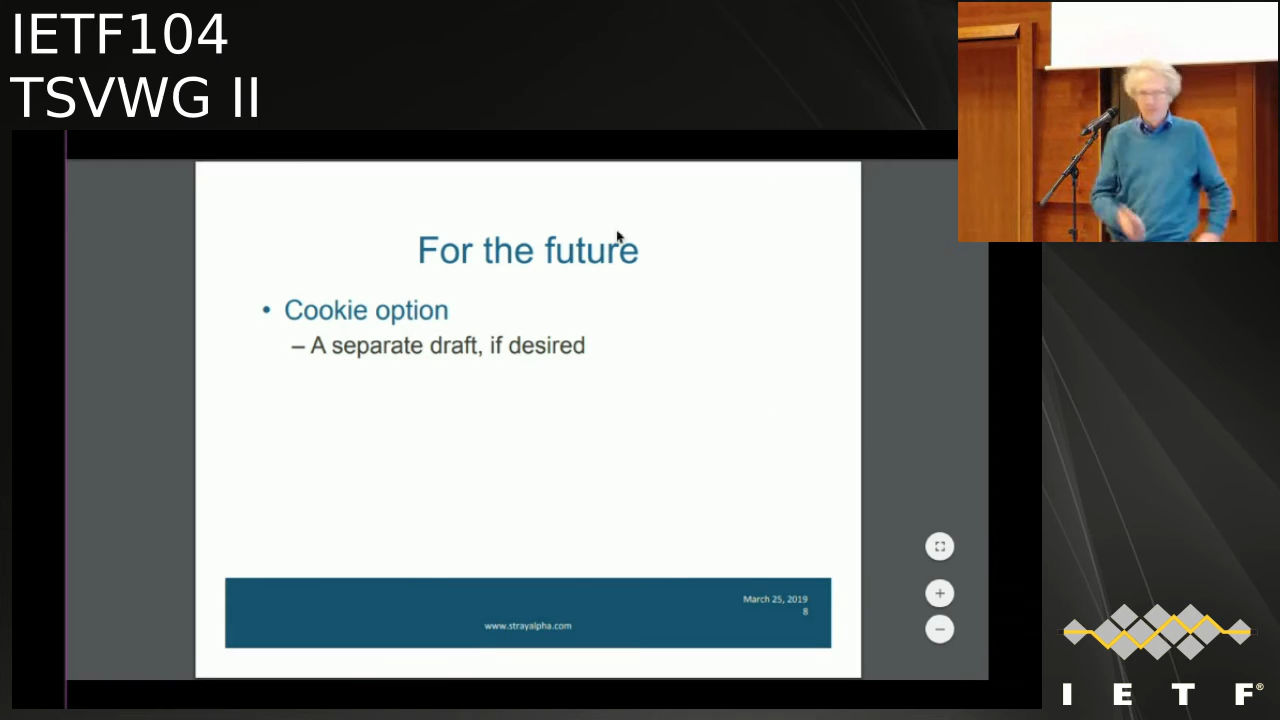 IETF104
TSVWG II
For the future
• Cookie option
– A separate draft, if desired
March 25, 2019
8
www.strayalpha.com
I E T F®